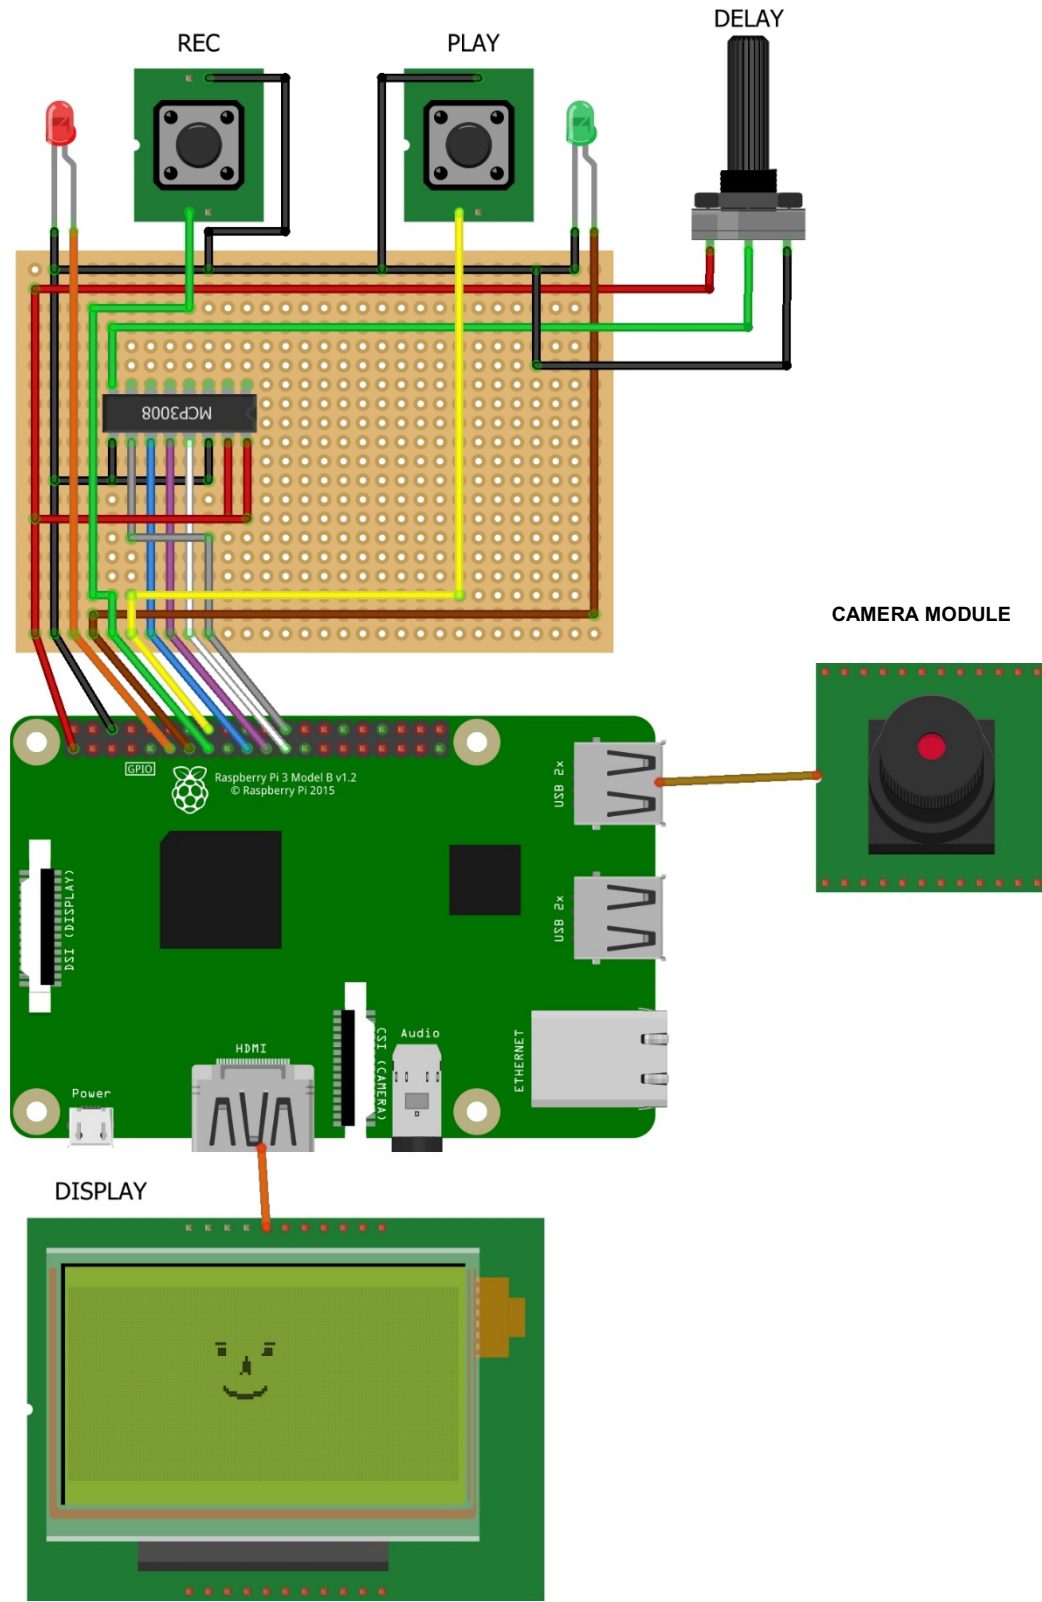 DELAY
REC
PLAY
MCP3008
CAMERA MODULE
GPIO
Raspberry Pi 3 Model B v1.2
© Raspberry Pi 2015
USB 2x
USB 2x
DSI (DISPLAY)
CSI (CAMERA)
Audio
ETHERNET
HDMI
Power
DISPLAY